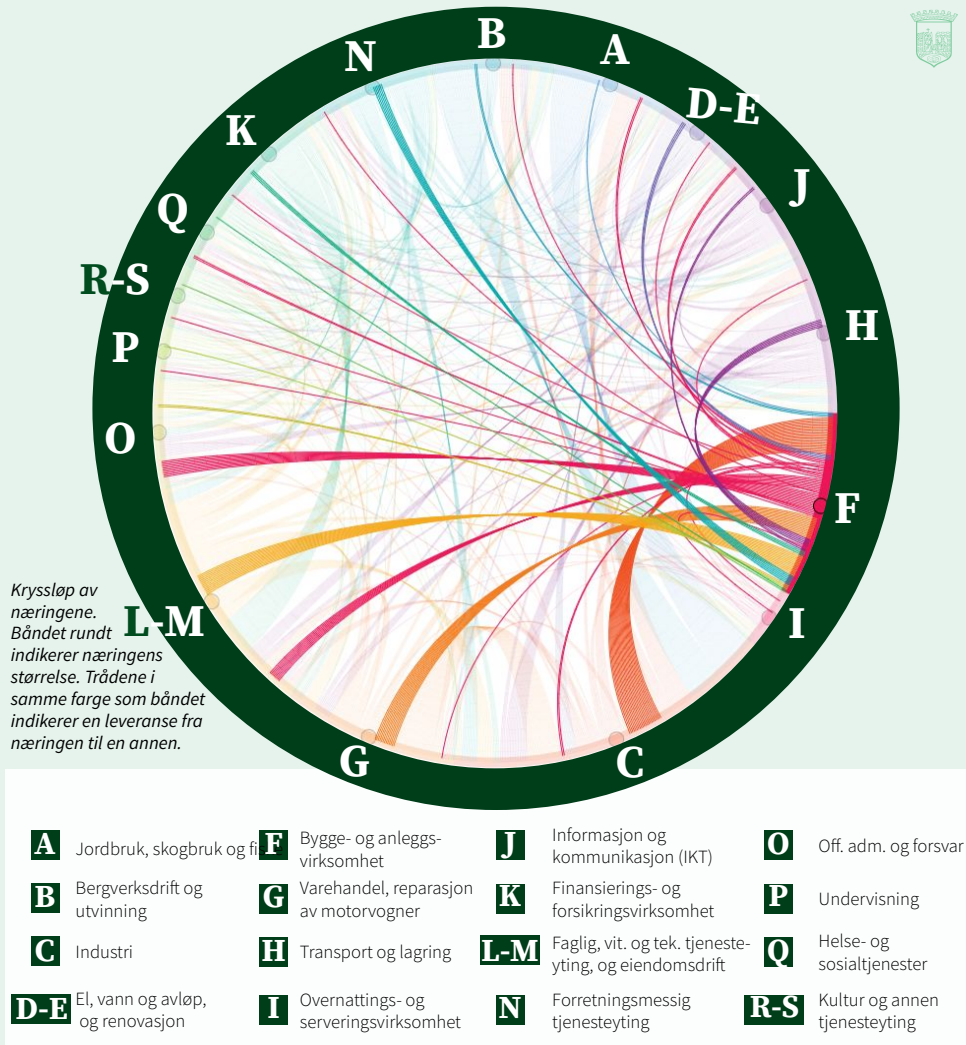 B
N
A
D-E
K
J
Q
R-S
H
P
O
F
Kryssløp av
næringene.
Båndet rundt
indikerer næringens
størrelse. Trådene i
samme farge som båndet
indikerer en leveranse fra
næringen til en annen.
L-M
I
G
C
A Jordbruk, skogbruk og
B Bergverksdrift og
utvinning
C Industri
D-E El, vann og avløp,
og renovasjon
F Bygge- og anleggs-
virksomhet
G Varehandel, reparasjon
av motorvogner
H Transport og lagring
I Overnattings- og
serveringsvirksomhet
J Informasjon og
kommunikasjon (IKT)
K Finansierings- og
forsikringsvirksomhet
L-M Faglig, vit. og tek. tjeneste-
yting, og eiendomsdrift
N Forretningsmessig
tjenesteyting
O Off. adm. og forsvar
P Undervisning
Q Helse- og
sosialtjenester
R-S Kultur og annen
tjenesteyting